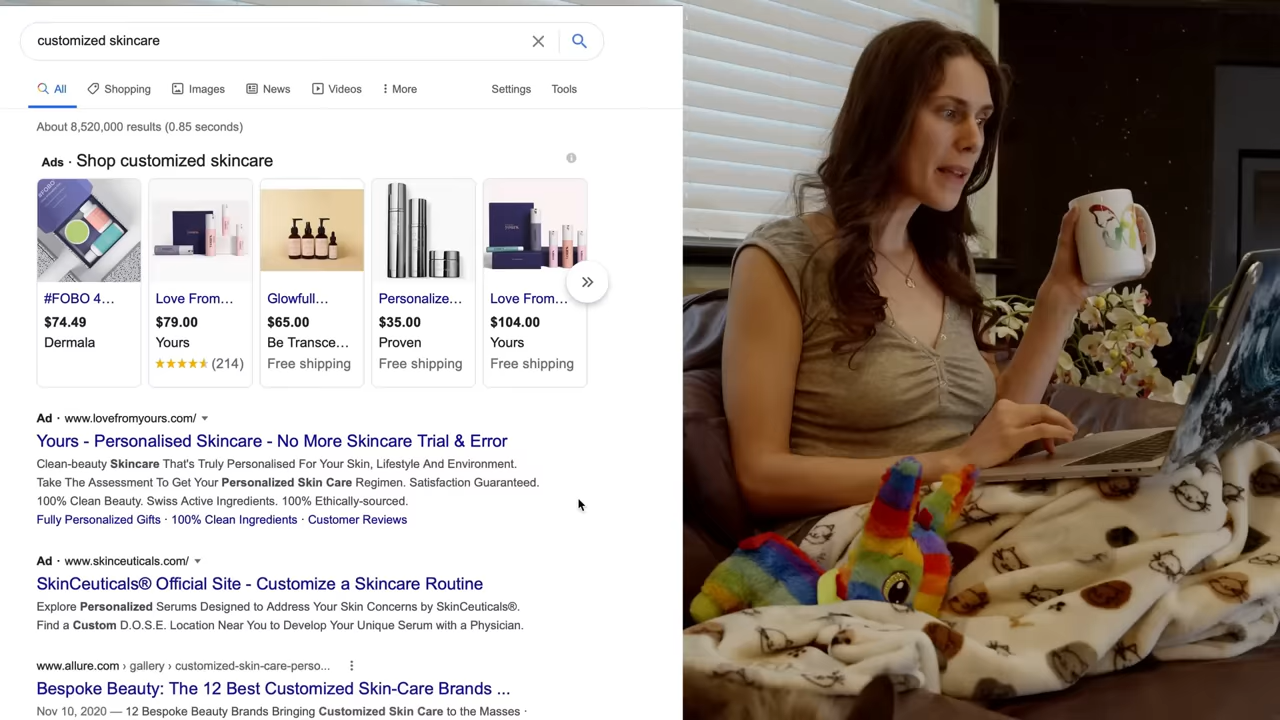 customized skincare
All Shopping Images News Videos More Settings Tools
About 8,520,000 results (0.85 seconds)
Ads · Shop customized skincare
#FOBO 4...
$74.49
Dermala
Love From...
$79.00
Yours
(214)
Glowfull...
$65.00
Be Transce...
Free shipping
Personalize...
$35.00
Proven
Free shipping
Love From...
$104.00
Yours
Free shipping
Ad · www.lovefromyours.com/
Yours - Personalised Skincare - No More Skincare Trial & Error
Clean-beauty Skincare That's Truly Personalised For Your Skin, Lifestyle And Environment.
Take The Assessment To Get Your Personalized Skin Care Regimen. Satisfaction Guaranteed.
100% Clean Beauty. Swiss Active Ingredients. 100% Ethically-sourced.
Fully Personalized Gifts · 100% Clean Ingredients · Customer Reviews
Ad · www.skinceuticals.com/
SkinCeuticals® Official Site - Customize a Skincare Routine
Explore Personalized Serums Designed to Address Your Skin Concerns by SkinCeuticals®.
Find a Custom D.O.S.E. Location Near You to Develop Your Unique Serum with a Physician.
www.allure.com › gallery › customized-skin-care-perso...
Bespoke Beauty: The 12 Best Customized Skin-Care Brands ...
Nov 10, 2020 — 12 Bespoke Beauty Brands Bringing Customized Skin Care to the Masses ·